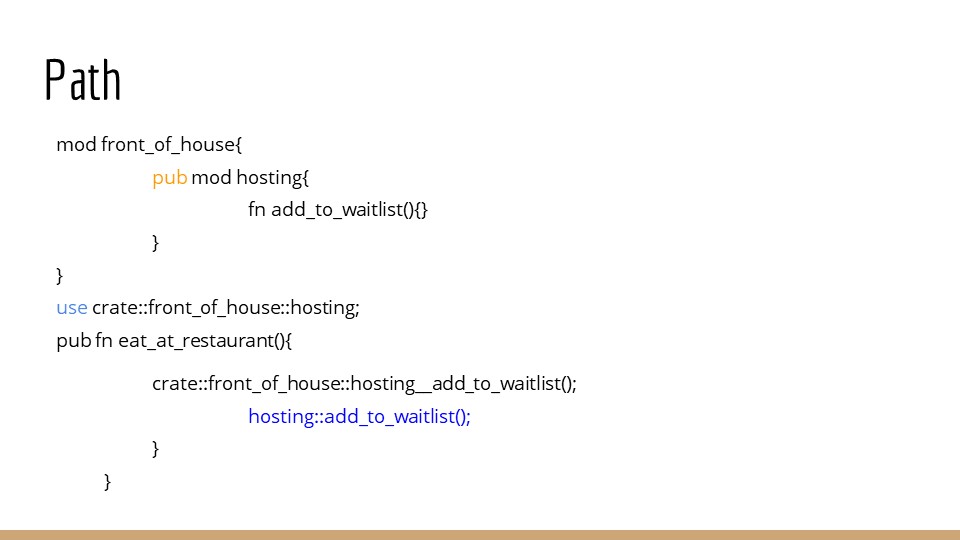 Path
mod front_of_house{
pub mod hosting{
fn add_to_waitlist(){}
}
}
use crate::front_of_house::hosting;
pub fn eat_at_restaurant(){
crate::front_of_house::hosting__add_to_waitlist();
hosting::add_to_waitlist();
}
}